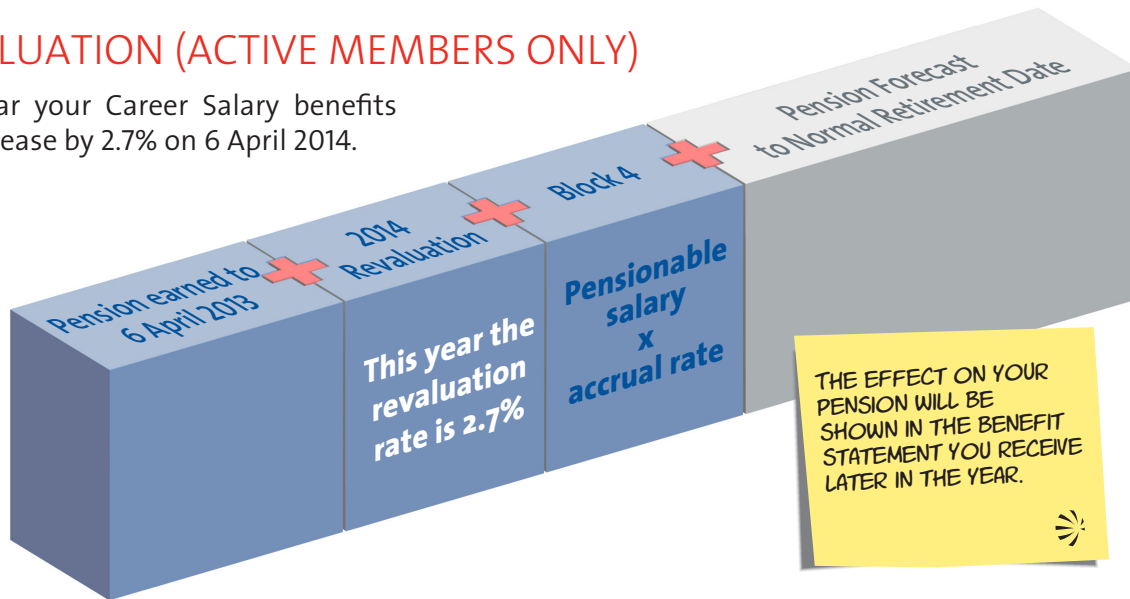 LUATION (ACTIVE MEMBERS ONLY)
ar your Career Salary benefits
ease by 2.7% on 6 April 2014.
Pension earned to
6 April 2013
2014
Revaluation
Block 4
Pension Forecast
to Normal Retirement Date
This year the
revaluation
rate is 2.7%
Pensionable
salary
x
accrual rate
THE EFFECT ON YOUR
PENSION WILL BE
SHOWN IN THE BENEFIT
STATEMENT YOU RECEIVE
LATER IN THE YEAR.